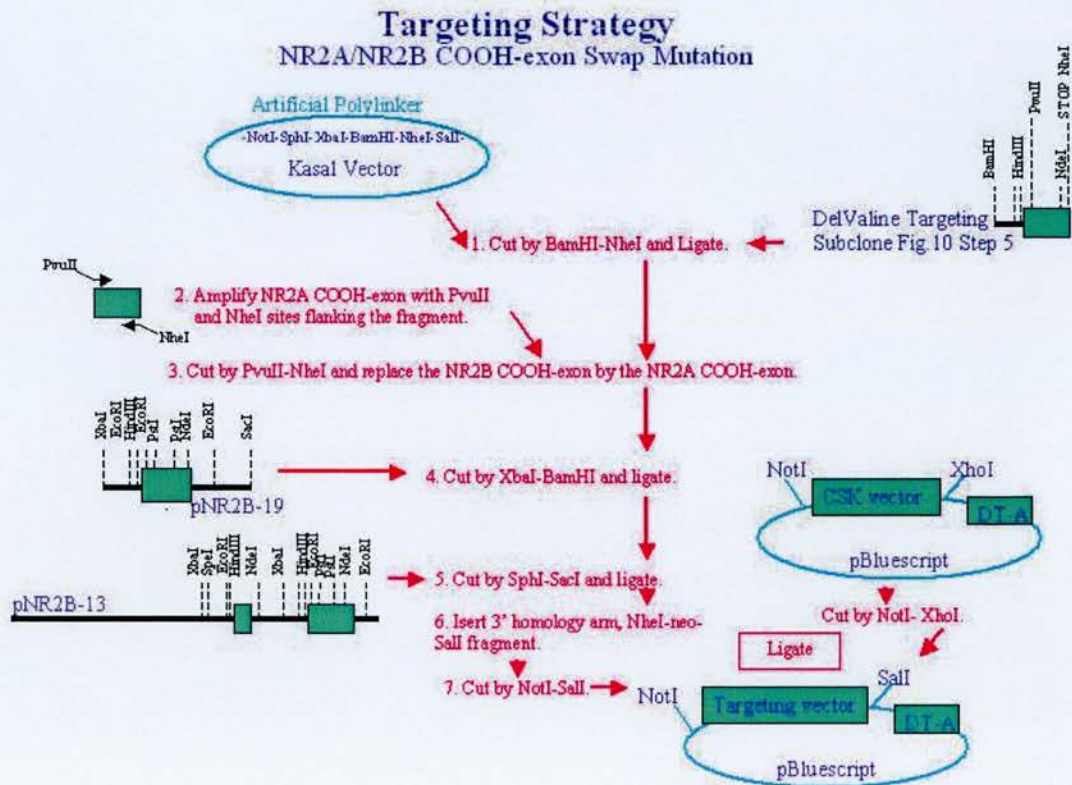 Targeting Strategy
NR2A/NR2B COOH-exon Swap Mutation
Artificial Polylinker
-NotI-SphI-XbaI-BamHI-NheI-SalI-
Kasal Vector
BamHI
HindIII
PvuII
NdeI
STOP NheI
DelValine Targeting
Subclone Fig.10 Step 5
1. Cut by BamHI-NheI and Ligate.
PvuII
NheI
2. Amplify NR2A COOH-exon with PvuII
and NheI sites flanking the fragment.
3. Cut by PvuII-NheI and replace the NR2B COOH-exon by the NR2A COOH-exon.
XbaI
EcoRI
HindIII
EcoRI
PstI
PstI
NdeI
EcoRI
SacI
pNR2B-19
4. Cut by XbaI-BamHI and ligate.
NotI
XhoI
CSK vector
DT-A
pBluescript
XbaI
SpeI
EcoRI
HindIII
NdeI
XbaI
HindIII
EcoRI
PstI
PstI
NdeI
EcoRI
pNR2B-13
5. Cut by SphI-SacI and ligate.
6. Isert 3' homology arm, NheI-neo-
SalI fragment.
7. Cut by NotI-SalI.
Cut by NotI- XhoI.
Ligate
NotI
SalI
Targeting vector
DT-A
pBluescript